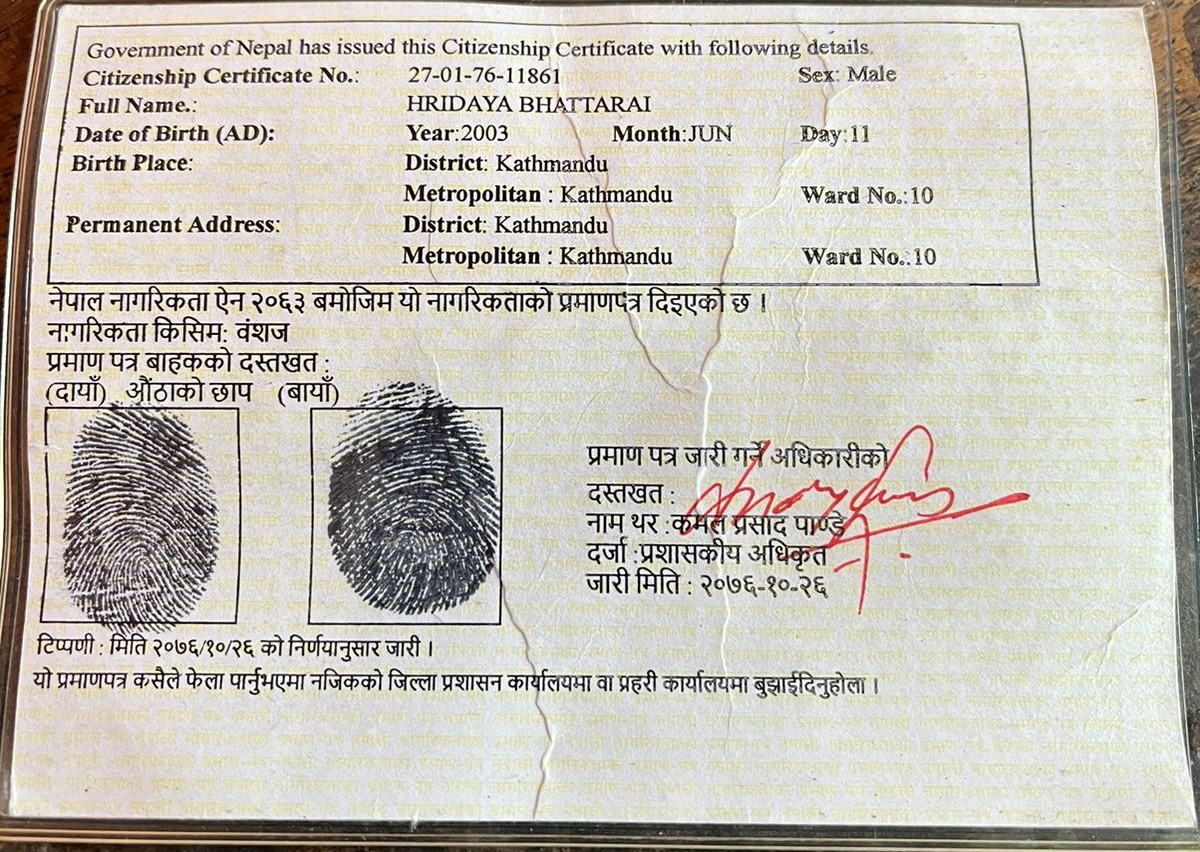 Government of Nepal has issued this Citizenship Certificate with following details.
Citizenship Certificate No.: 27-01-76-11861 Sex: Male
Full Name.: HRIDAYA BHATTARAI
Date of Birth (AD): Year:2003 Month:JUN Day:11
Birth Place: District: Kathmandu
Metropolitan : Kathmandu Ward No.:10
Permanent Address: District: Kathmandu
Metropolitan : Kathmandu Ward No.:10
नेपाल नागरिकता ऐन २०६३ बमोजिम यो नागरिकताको प्रमाणपत्र दिइएको छ ।
नागरिकता किसिम: वंशज
प्रमाण पत्र बाहकको दस्तखत :
(दायाँ) औंठाको छाप (बायाँ)
प्रमाण पत्र जारी गर्ने अधिकारीको
दस्तखत :
नाम थर :कमल प्रसाद पाण्डे
दर्जा :प्रशासकीय अधिकृत
जारी मिति : २०७६-१०-२६
टिप्पणी : मिति २०७६/१०/२६ को निर्णयानुसार जारी ।
यो प्रमाणपत्र कसैले फेला पार्नुभएमा नजिकको जिल्ला प्रशासन कार्यालयमा वा प्रहरी कार्यालयमा बुझाईदिनुहोला ।